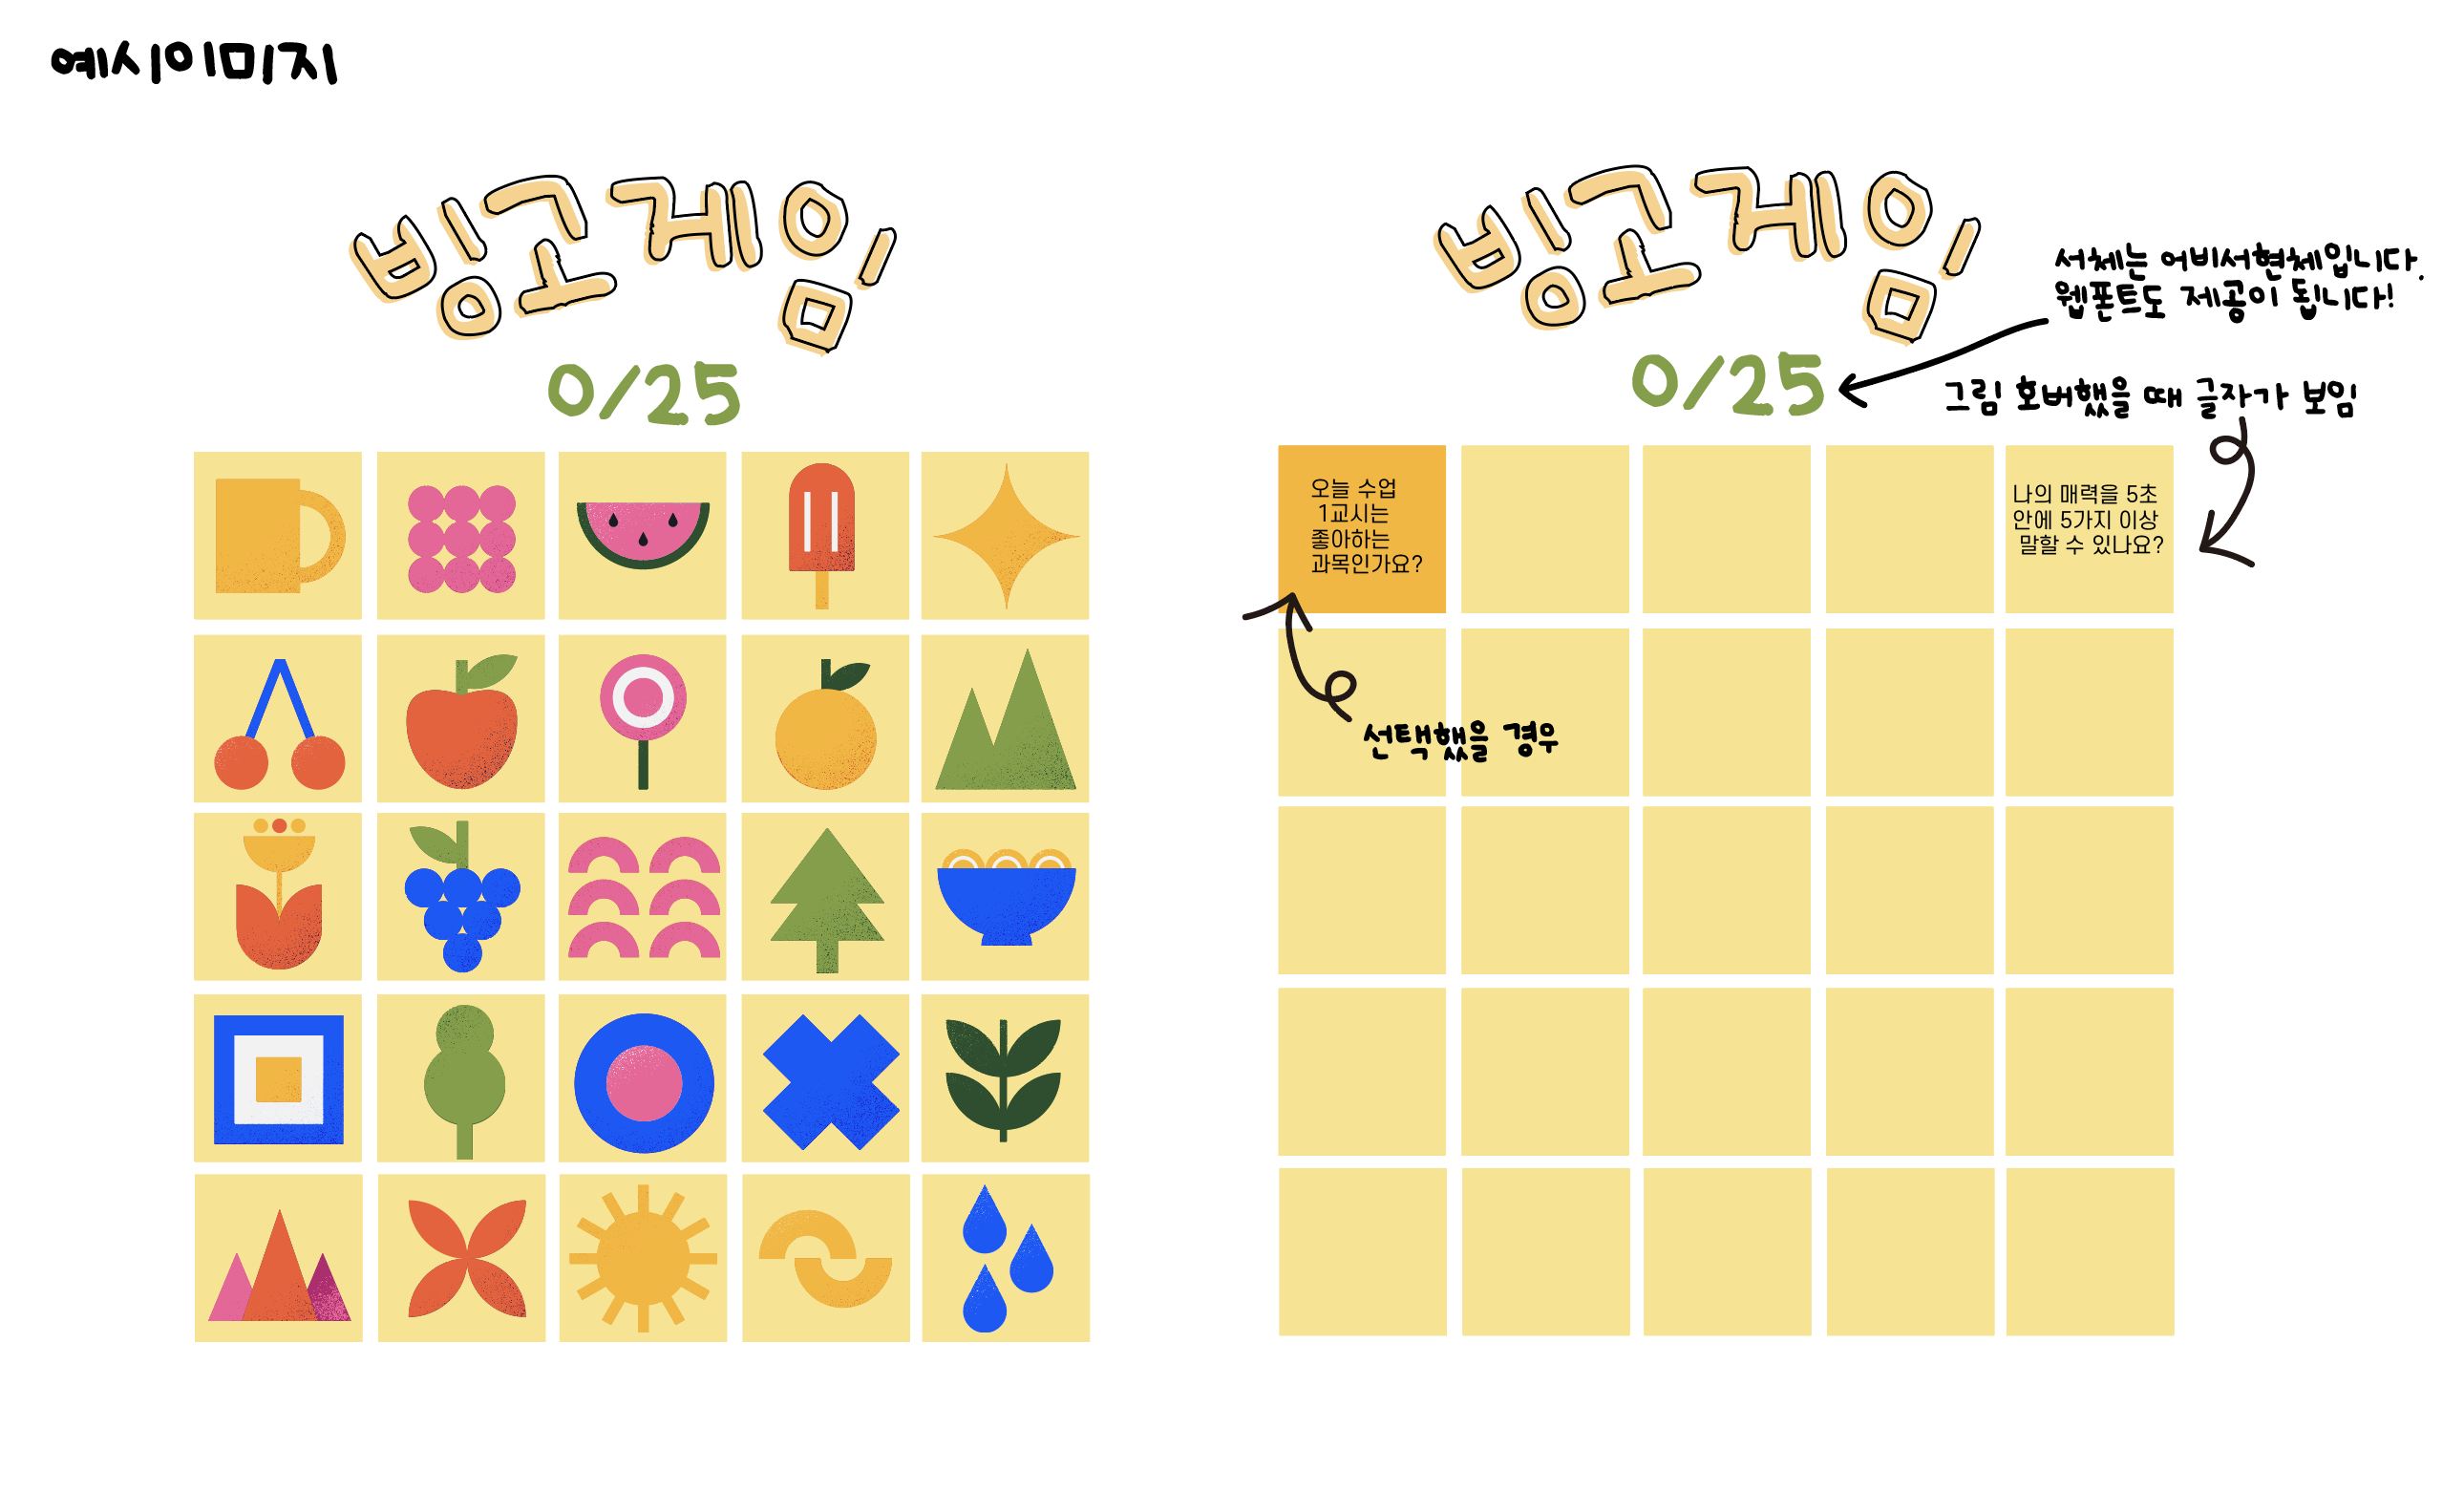 예시이미지
빙고게임!
0/25
빙고게임!
0/25
서체는 어비서현체입니다.
웹폰트도 제공이 됩니다!
그림 호버했을 때 글자가 보임
오늘 수업
1교시는
좋아하는
과목인가요?
나의 매력을 5초
안에 5가지 이상
말할 수 있나요?
선택했을 경우